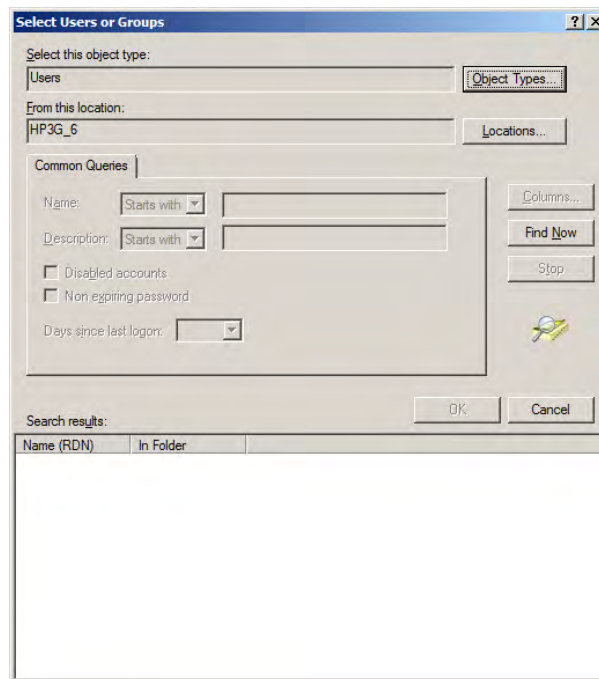 Select Users or Groups
Select this object type:
Users
Object Types...
From this location:
HP3G_6
Locations...
Common Queries
Name: Starts with
Description: Starts with
Disabled accounts
Non expiring password
Days since last logon:
Columns...
Find Now
Stop
OK
Cancel
Search results:
Name (RDN) In Folder